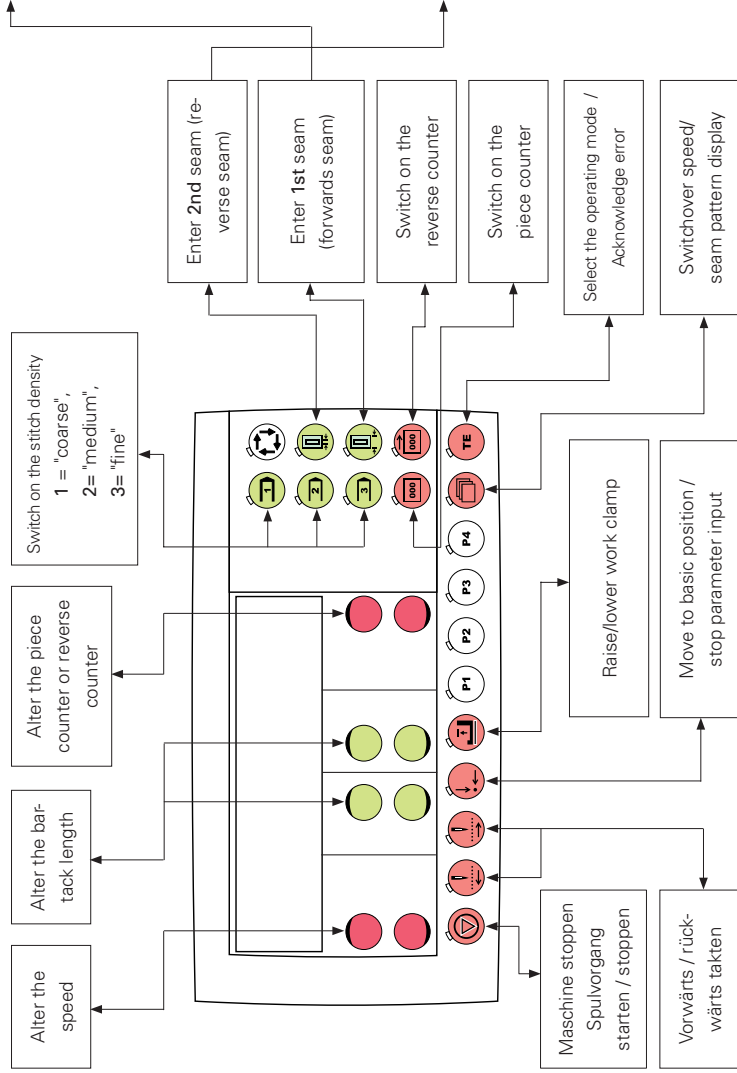 Alter the
speed
Alter the bar-
tack length
Alter the piece
counter or reverse
counter
Switch on the stitch density
1 = "coarse",
2= "medium",
3= "fine"
Enter 2nd seam (re-
verse seam)
Enter 1st seam
(forwards seam)
Switch on the
reverse counter
Switch on the
piece counter
Select the operating mode /
Acknowledge error
Switchover speed/
seam pattern display
1
2
3
000
000
P1
P2
P3
P4
TE
Maschine stoppen
Spulvorgang
starten / stoppen
Vorwärts / rück-
wärts takten
Raise/lower work clamp
Move to basic position /
stop parameter input